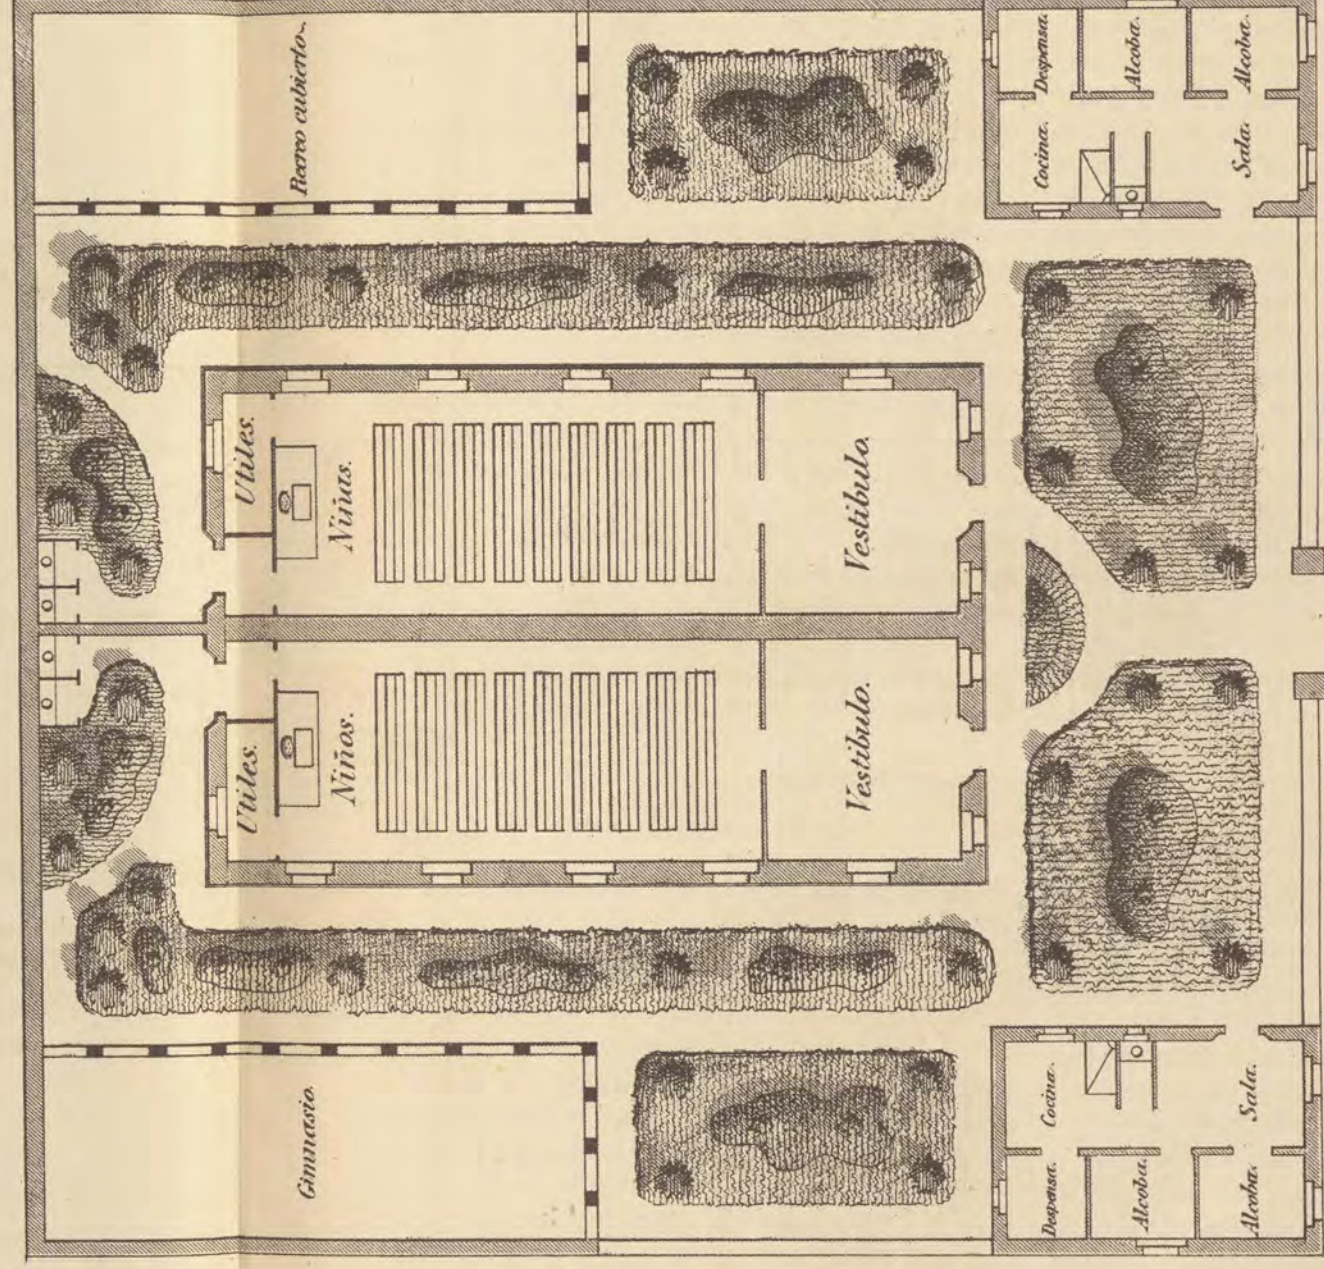 Recreo cubierto.
Despensa.
Alcoba.
Alcoba.
Cocina.
Sala.
Utiles.
Niñas.
Vestibulo.
Utiles.
Niños.
Vestibulo.
Gimnasio.
Cocina.
Sala.
Despensa.
Alcoba.
Alcoba.